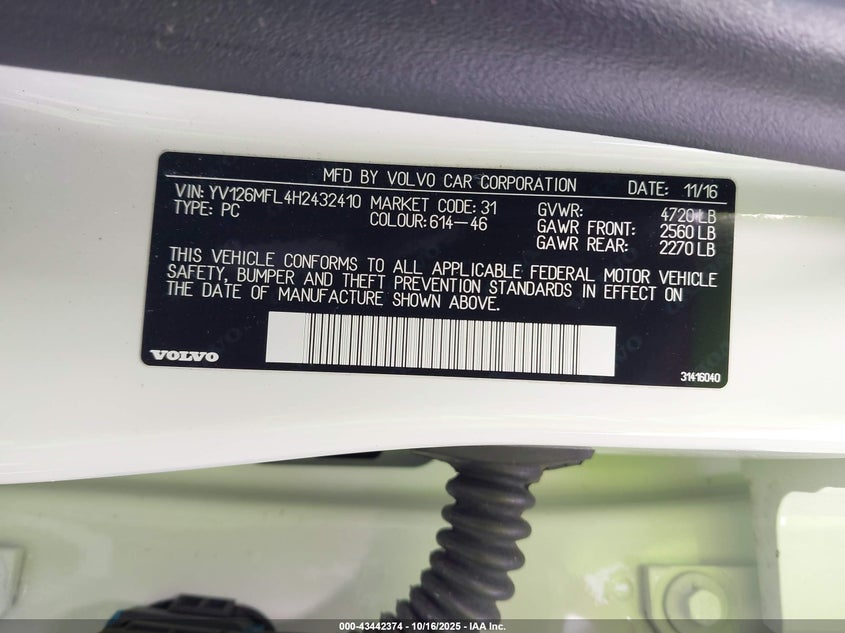 MFD BY VOLVO CAR CORPORATION DATE: 11/16
VIN: YV126MFL4H2432410 MARKET CODE: 31 GVWR: 4720 LB
TYPE: PC COLOUR: 614-46 GAWR FRONT: 2560 LB
GAWR REAR: 2270 LB
THIS VEHICLE CONFORMS TO ALL APPLICABLE FEDERAL MOTOR VEHICLE
SAFETY, BUMPER AND THEFT PREVENTION STANDARDS IN EFFECT ON
THE DATE OF MANUFACTURE SHOWN ABOVE.
VOLVO
31416040
000-43442374 - 10/16/2025 - IAA Inc.